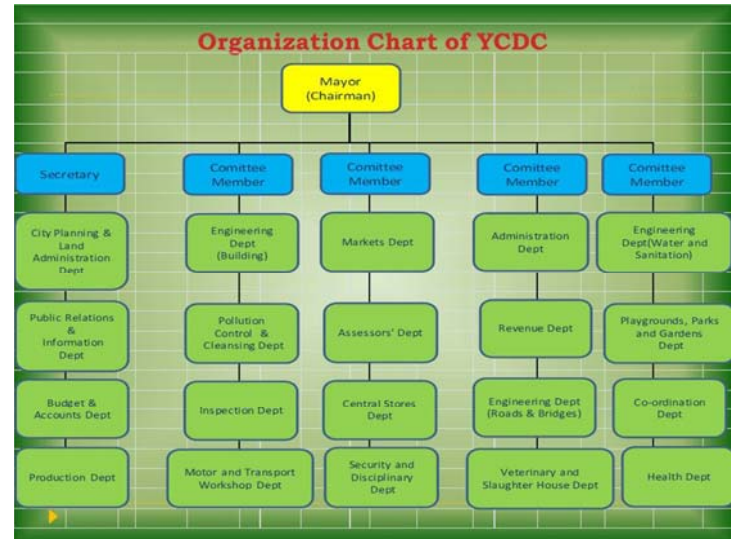 Organization Chart of YCDC
Mayor
(Chairman)
Secretary
Comittee
Member
Comittee
Member
Comittee
Member
Comittee
Member
City Planning &
Land
Administration
Dept
Engineering
Dept
(Building)
Markets Dept
Administration
Dept
Engineering
Dept(Water and
Sanitation)
Public Relations
&
Information
Dept
Pollution
Control &
Cleansing Dept
Assessors' Dept
Revenue Dept
Playgrounds, Parks
and Gardens
Dept
Budget &
Accounts Dept
Inspection Dept
Central Stores
Dept
Engineering Dept
(Roads & Bridges)
Co-ordination
Dept
Production Dept
Motor and Transport
Workshop Dept
Security and
Disciplinary
Dept
Veterinary and
Slaughter House Dept
Health Dept